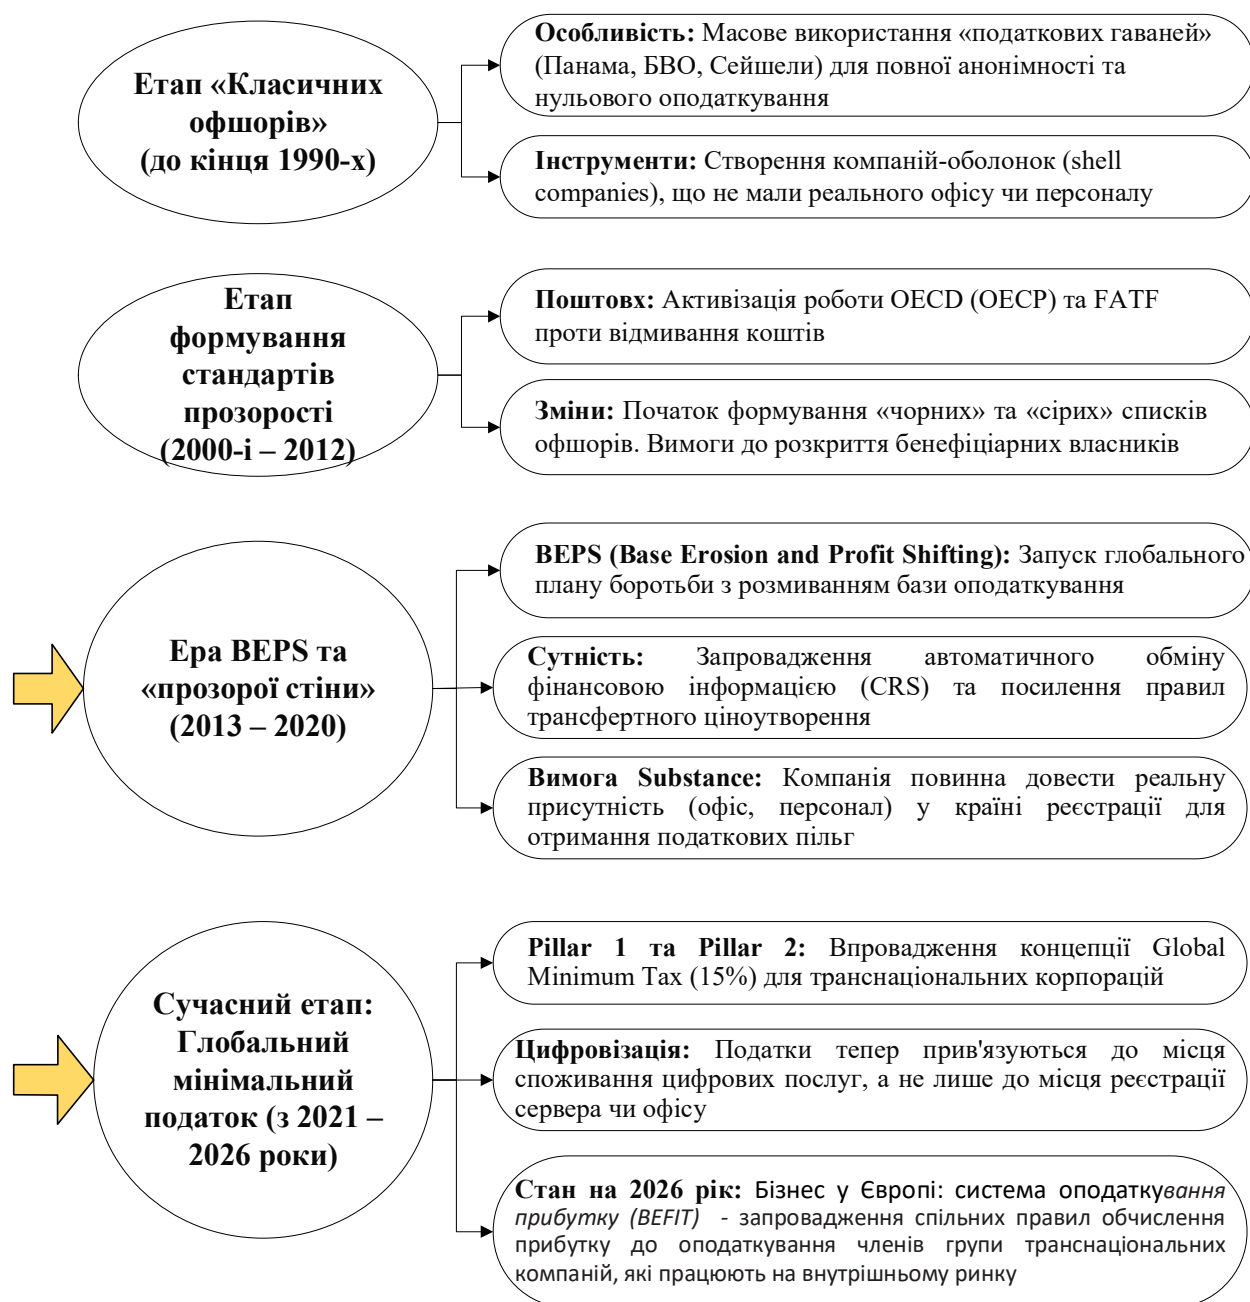 Етап «Класичних
офшорів»
(до кінця 1990-х)
Особливість: Масове використання «податкових гаваней»
(Панама, БВО, Сейшели) для повної анонімності та
нульового оподаткування
Інструменти: Створення компаній-оболонок (shell
companies), що не мали реального офісу чи персоналу
Етап
формування
стандартів
прозорості
(2000-і – 2012)
Поштовх: Активізація роботи OECD (ОЕСР) та FATF
проти відмивання коштів
Зміни: Початок формування «чорних» та «сірих» списків
офшорів. Вимоги до розкриття бенефіціарних власників
Ера BEPS та
«прозорої стіни»
(2013 – 2020)
BEPS (Base Erosion and Profit Shifting): Запуск глобального
плану боротьби з розмиванням бази оподаткування
Сутність: Запровадження автоматичного обміну
фінансовою інформацією (CRS) та посилення правил
трансфертного ціноутворення
Вимога Substance: Компанія повинна довести реальну
присутність (офіс, персонал) у країні реєстрації для
отримання податкових пільг
Сучасний етап:
Глобальний
мінімальний
податок (з 2021 –
2026 роки)
Pillar 1 та Pillar 2: Впровадження концепції Global
Minimum Tax (15%) для транснаціональних корпорацій
Цифровізація: Податки тепер прив'язуються до місця
споживання цифрових послуг, а не лише до місця реєстрації
сервера чи офісу
Стан на 2026 рік: Бізнес у Європі: система оподаткування
прибутку (BEFIT) - запровадження спільних правил обчислення
прибутку до оподаткування членів групи транснаціональних
компаній, які працюють на внутрішньому ринку